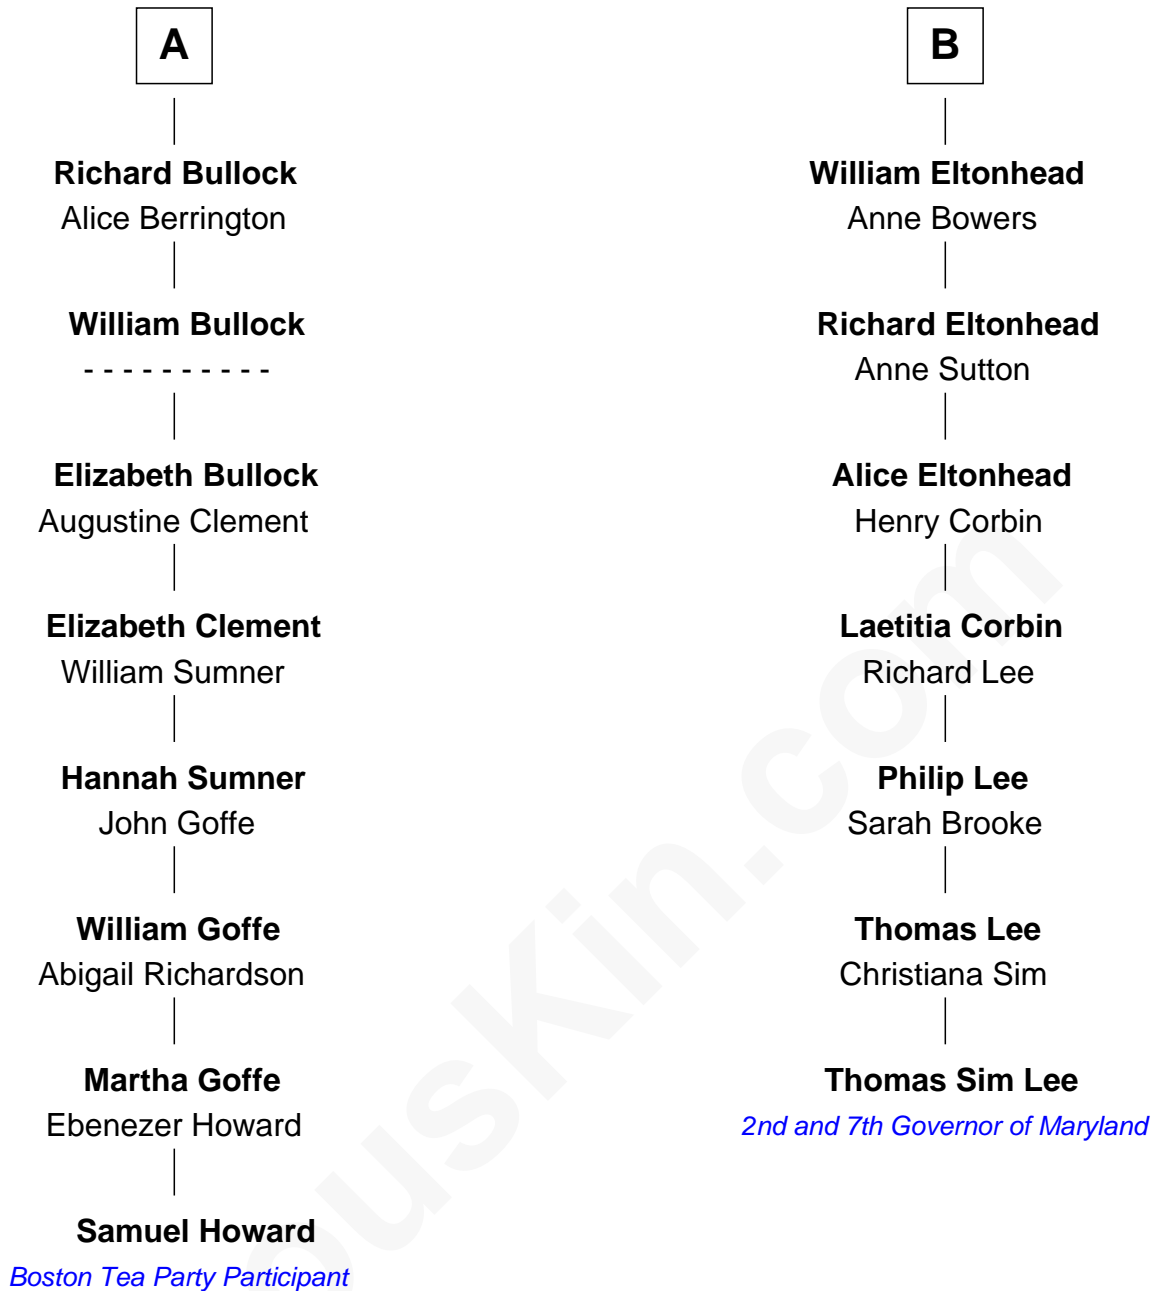 A
Richard Bullock
Alice Berrington
William Bullock
- - - - - - - - - -
Elizabeth Bullock
Augustine Clement
Elizabeth Clement
William Sumner
Hannah Sumner
John Goffe
William Goffe
Abigail Richardson
Martha Goffe
Ebenezer Howard
Samuel Howard
Boston Tea Party Participant
B
William Eltonhead
Anne Bowers
Richard Eltonhead
Anne Sutton
Alice Eltonhead
Henry Corbin
Laetitia Corbin
Richard Lee
Philip Lee
Sarah Brooke
Thomas Lee
Christiana Sim
Thomas Sim Lee
2nd and 7th Governor of Maryland
ousKin.com